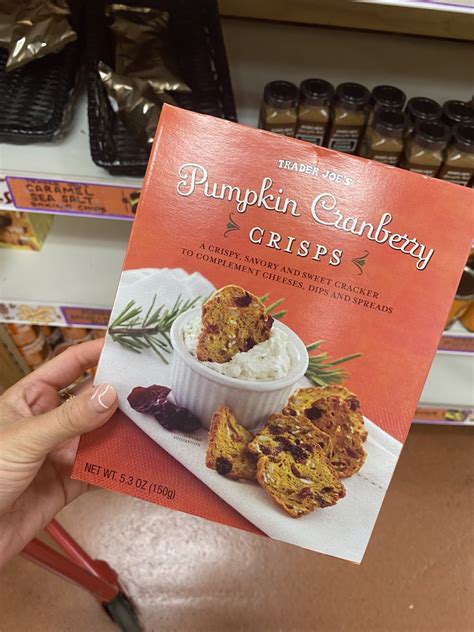 CARAMEL
SEA SALT
TRADER JOE'S
Pumpkin Cranberry
CRISPS
A CRISPY, SAVORY AND SWEET CRACKER
TO COMPLEMENT CHEESES, DIPS AND SPREADS
NET WT. 5.3 OZ (150g)